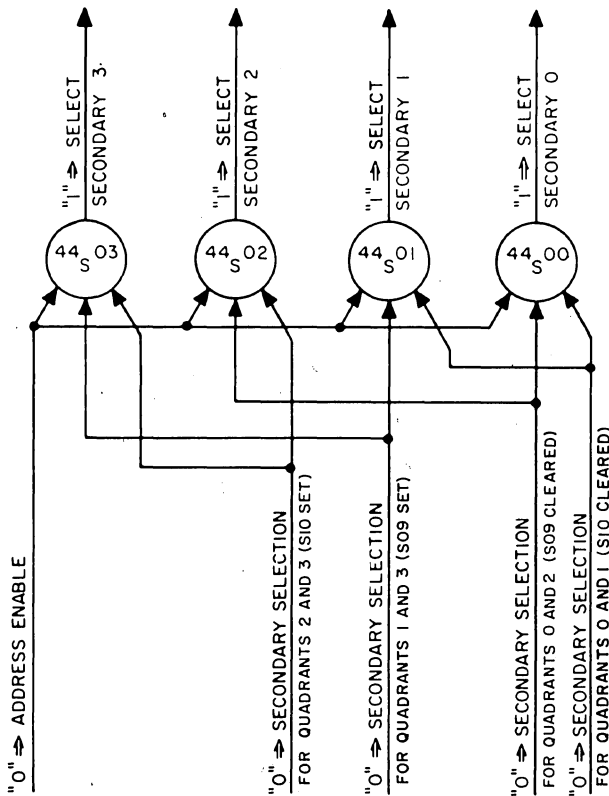 "0" ⇒ ADDRESS ENABLE
"0" ⇒ SECONDARY SELECTION
FOR QUADRANTS 2 AND 3 (S10 SET)
"0" ⇒ SECONDARY SELECTION
FOR QUADRANTS 1 AND 3 (S09 SET)
"0" ⇒ SECONDARY SELECTION
FOR QUADRANTS 0 AND 2 (S09 CLEARED)
"0" ⇒ SECONDARY SELECTION
FOR QUADRANTS 0 AND 1 (S10 CLEARED)
44S03
44S02
44S01
44S00
"1" ⇒ SELECT
SECONDARY 3
"1" ⇒ SELECT
SECONDARY 2
"1" ⇒ SELECT
SECONDARY 1
"1" ⇒ SELECT
SECONDARY 0